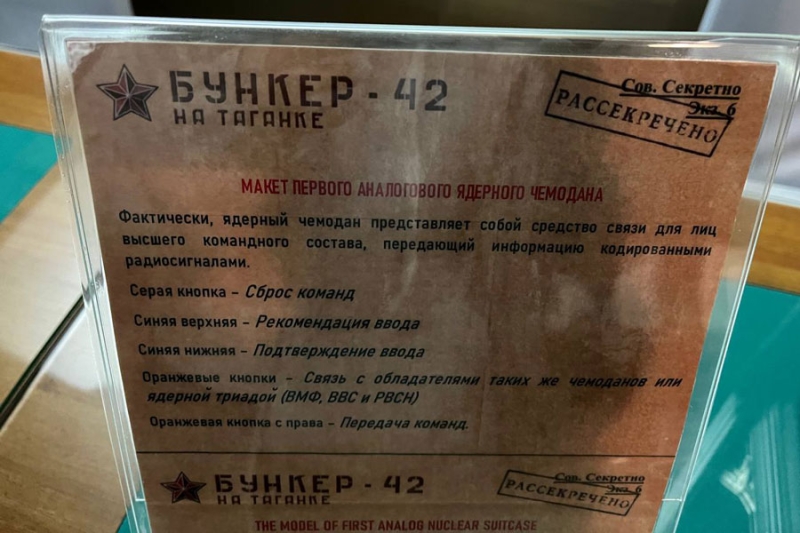 БУНКЕР - 42
НА ТАГАНКЕ
Сов. Секретно
Экз. 6
РАССЕКРЕЧЕНО
МАКЕТ ПЕРВОГО АНАЛОГОВОГО ЯДЕРНОГО ЧЕМОДАНА
Фактически, ядерный чемодан представляет собой средство связи для лиц
высшего командного состава, передающий информацию кодированными
радиосигналами.
Серая кнопка – Сброс команд
Синяя верхняя – Рекомендация ввода
Синяя нижняя – Подтверждение ввода
Оранжевые кнопки – Связь с обладателями таких же чемоданов или
ядерной триадой (ВМФ, ВВС и РВСН)
Оранжевая кнопка с права – Передача команд.
БУНКЕР - 42
НА ТАГАНКЕ
Сов. Секретно
Экз. 6
РАССЕКРЕЧЕНО
THE MODEL OF FIRST ANALOG NUCLEAR SUITCASE